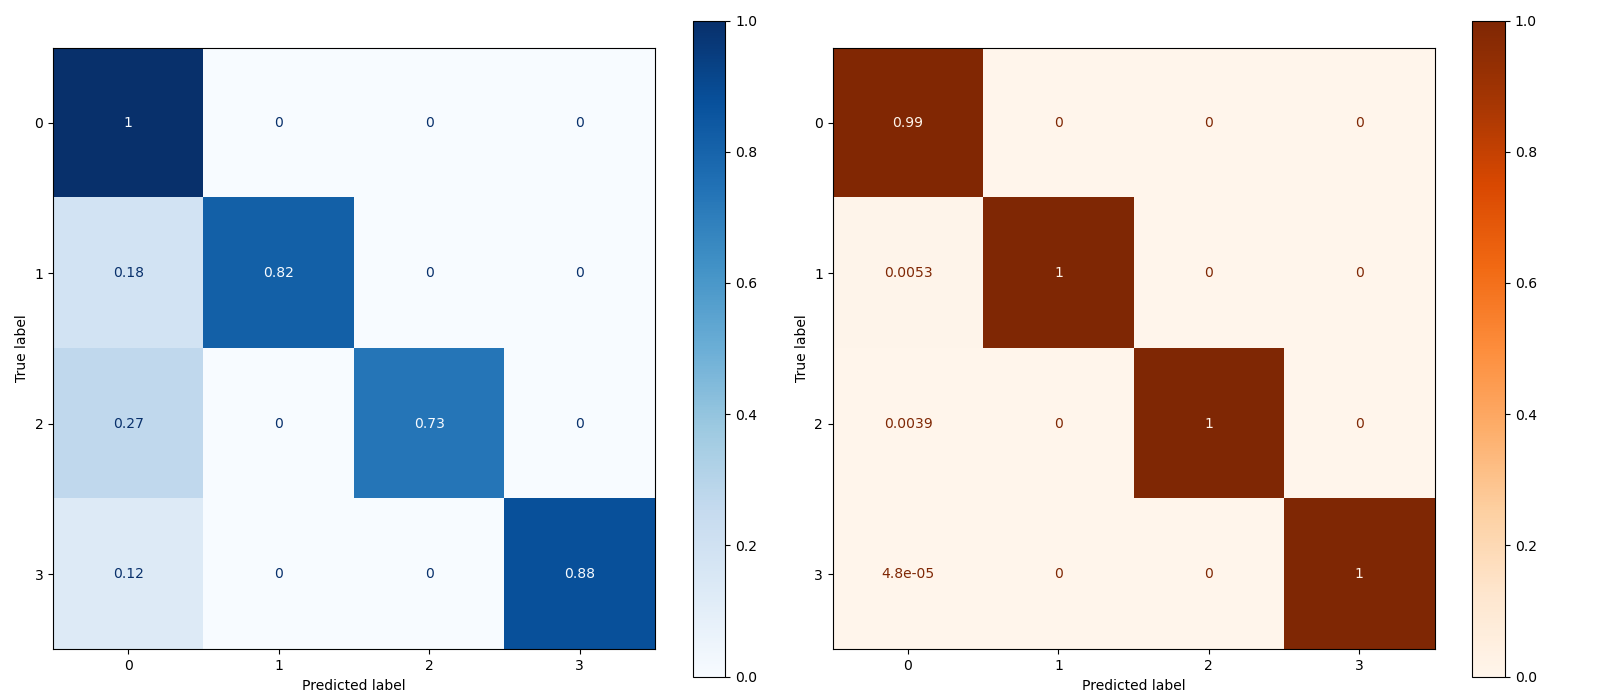 1.0
0.8
0.6
0.4
0.2
0.0
0 1 0 0 0
1 0.18 0.82 0 0
2 0.27 0 0.73 0
3 0.12 0 0 0.88
0 1 2 3
True label
Predicted label
1.0
0.8
0.6
0.4
0.2
0.0
0 0.99 0 0 0
1 0.0053 1 0 0
2 0.0039 0 1 0
3 4.8e-05 0 0 1
0 1 2 3
True label
Predicted label